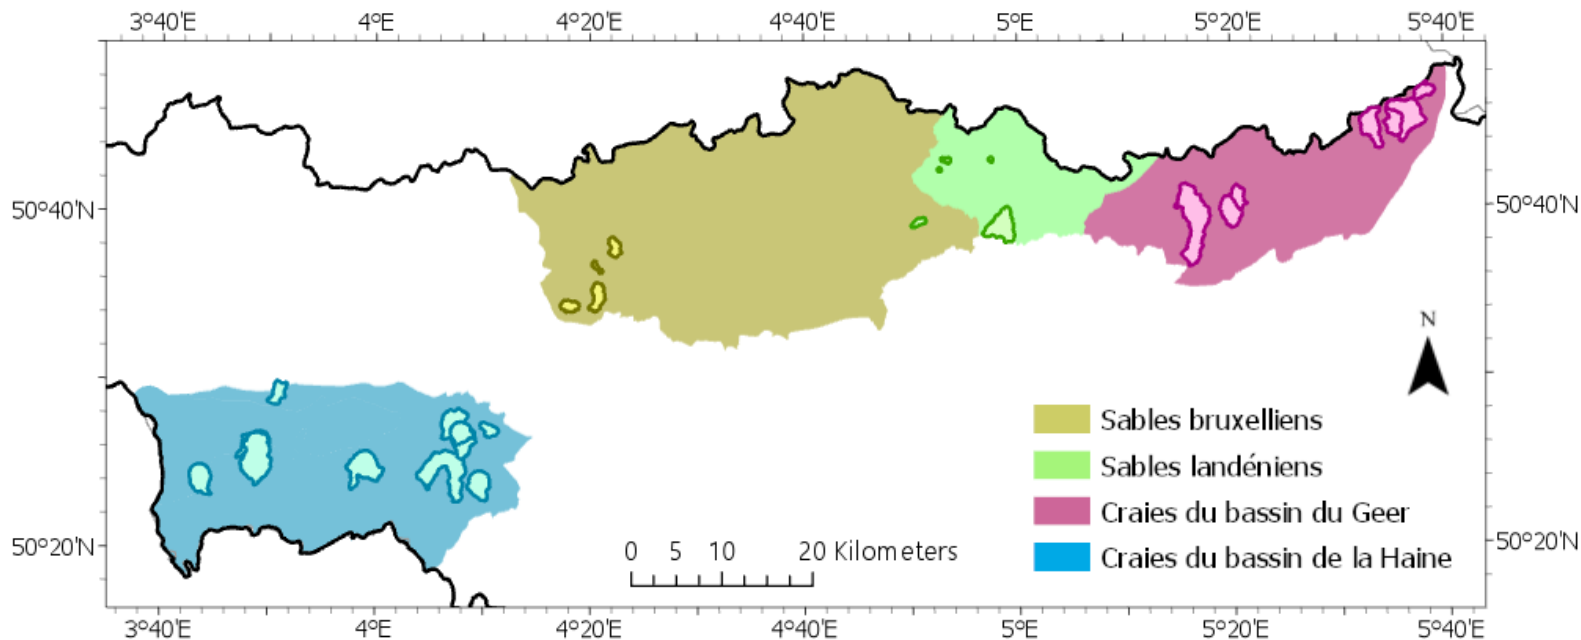 3°40'E 4°E 4°20'E 4°40'E 5°E 5°20'E 5°40'E
50°40'N 50°40'N
N
Sables bruxelliens
Sables landéniens
Craies du bassin du Geer
0 5 10 20 Kilometers
Craies du bassin de la Haine
50°20'N 50°20'N
3°40'E 4°E 4°20'E 4°40'E 5°E 5°20'E 5°40'E